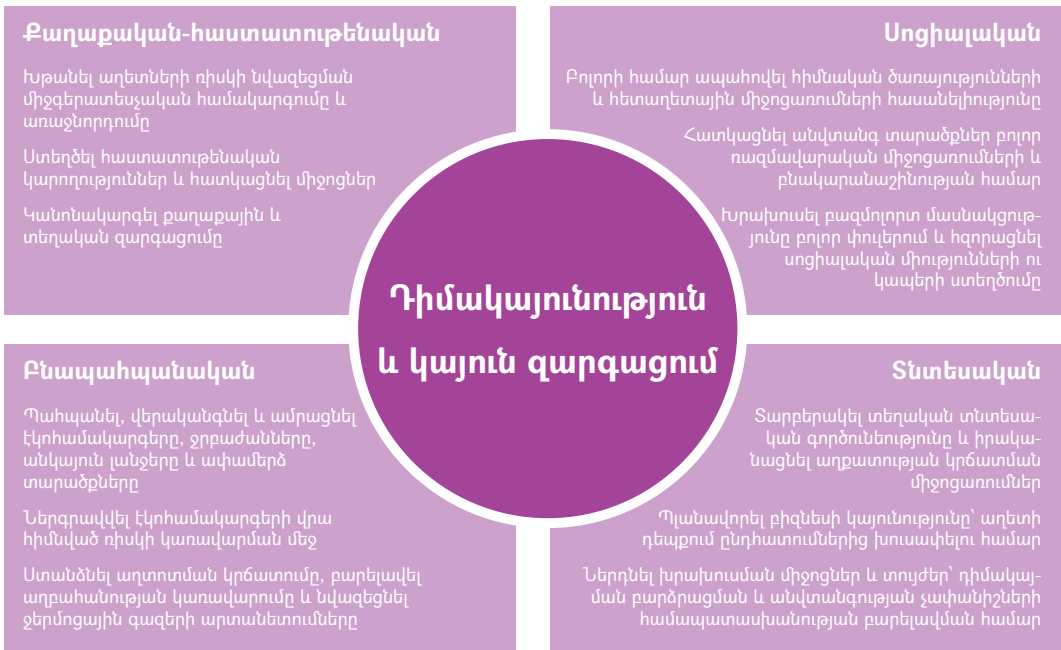 Քաղաքական-հաստատութենական
Խթանել աղետների ռիսկի նվազեցման
միջգերատեսչական համակարգումը և
առաջնորդումը
Ստեղծել հաստատութենական
կարողություններ և հատկացնել միջոցներ
Կանոնակարգել քաղաքային և
տեղական զարգացումը
Սոցիալական
Բոլորի համար ապահովել հիմնական ծառայությունների
և հետաղետային միջոցառումների հասանելիությունը
Հատկացնել անվտանգ տարածքներ բոլոր
ռազմավարական միջոցառումների և
բնակարանաշինության համար
Խրախուսել բազմոլորտ մասնակցութ-
յունը բոլոր փուլերում և հզորացնել
սոցիալական միությունների ու
կապերի ստեղծումը
Դիմակայունություն
և կայուն զարգացում
Բնապահպանական
Պահպանել, վերականգնել և ամրացնել
էկոհամակարգերը, ջրբաժանները,
անկայուն լանջերը և ափամերձ
տարածքները
Ներգրավվել էկոհամակարգերի վրա
հիմնված ռիսկի կառավարման մեջ
Ստանձնել աղտոտման կրճատումը, բարելավել
աղբահանության կառավարումը և նվազեցնել
ջերմոցային գազերի արտանետումները
Տնտեսական
Տարբերակել տեղական տնտեսա-
կան գործունեությունը և իրակա-
նացնել աղքատության կրճատման
միջոցառումներ
Պլանավորել բիզնեսի կայունությունը՝ աղետի
դեպքում ընդհատումներից խուսափելու համար
Ներդնել խրախուսման միջոցներ և տույժեր՝ դիմակայ-
ման բարձրացման և անվտանգության չափանիշների
համապատասխանության բարելավման համար